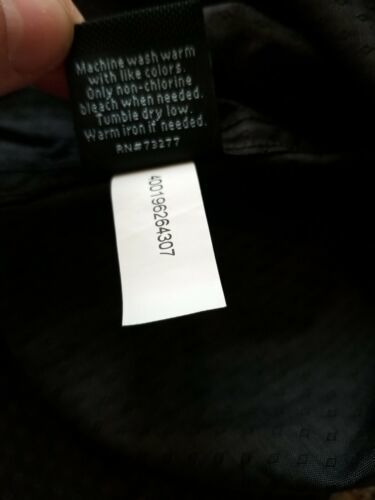 Machine wash warm
with like colors.
Only non-chlorine
bleach when needed.
Tumble dry low.
Warm iron if needed.
RN#73277
400196264307